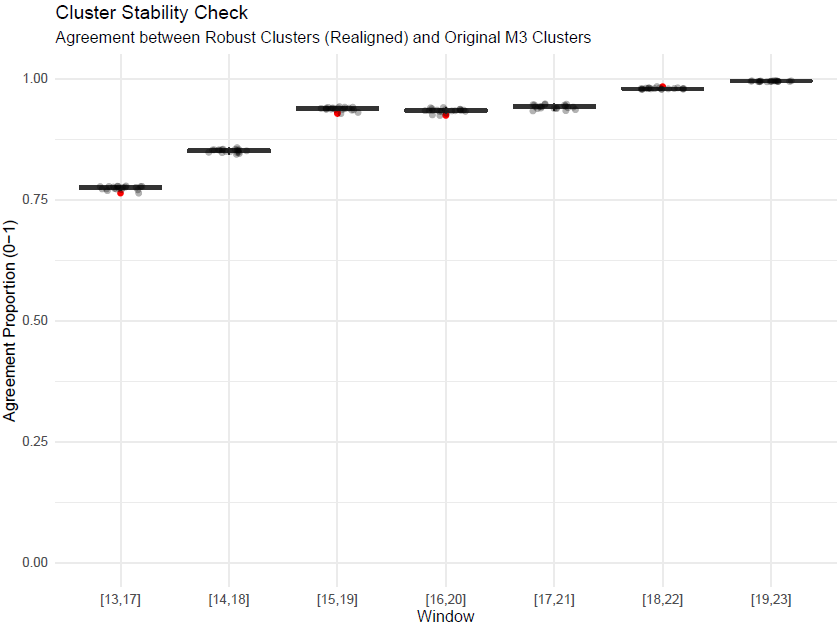 Cluster Stability Check
Agreement between Robust Clusters (Realigned) and Original M3 Clusters
Agreement Proportion (0−1)
1.00
0.75
0.50
0.25
0.00
[13,17] [14,18] [15,19] [16,20] [17,21] [18,22] [19,23]
Window